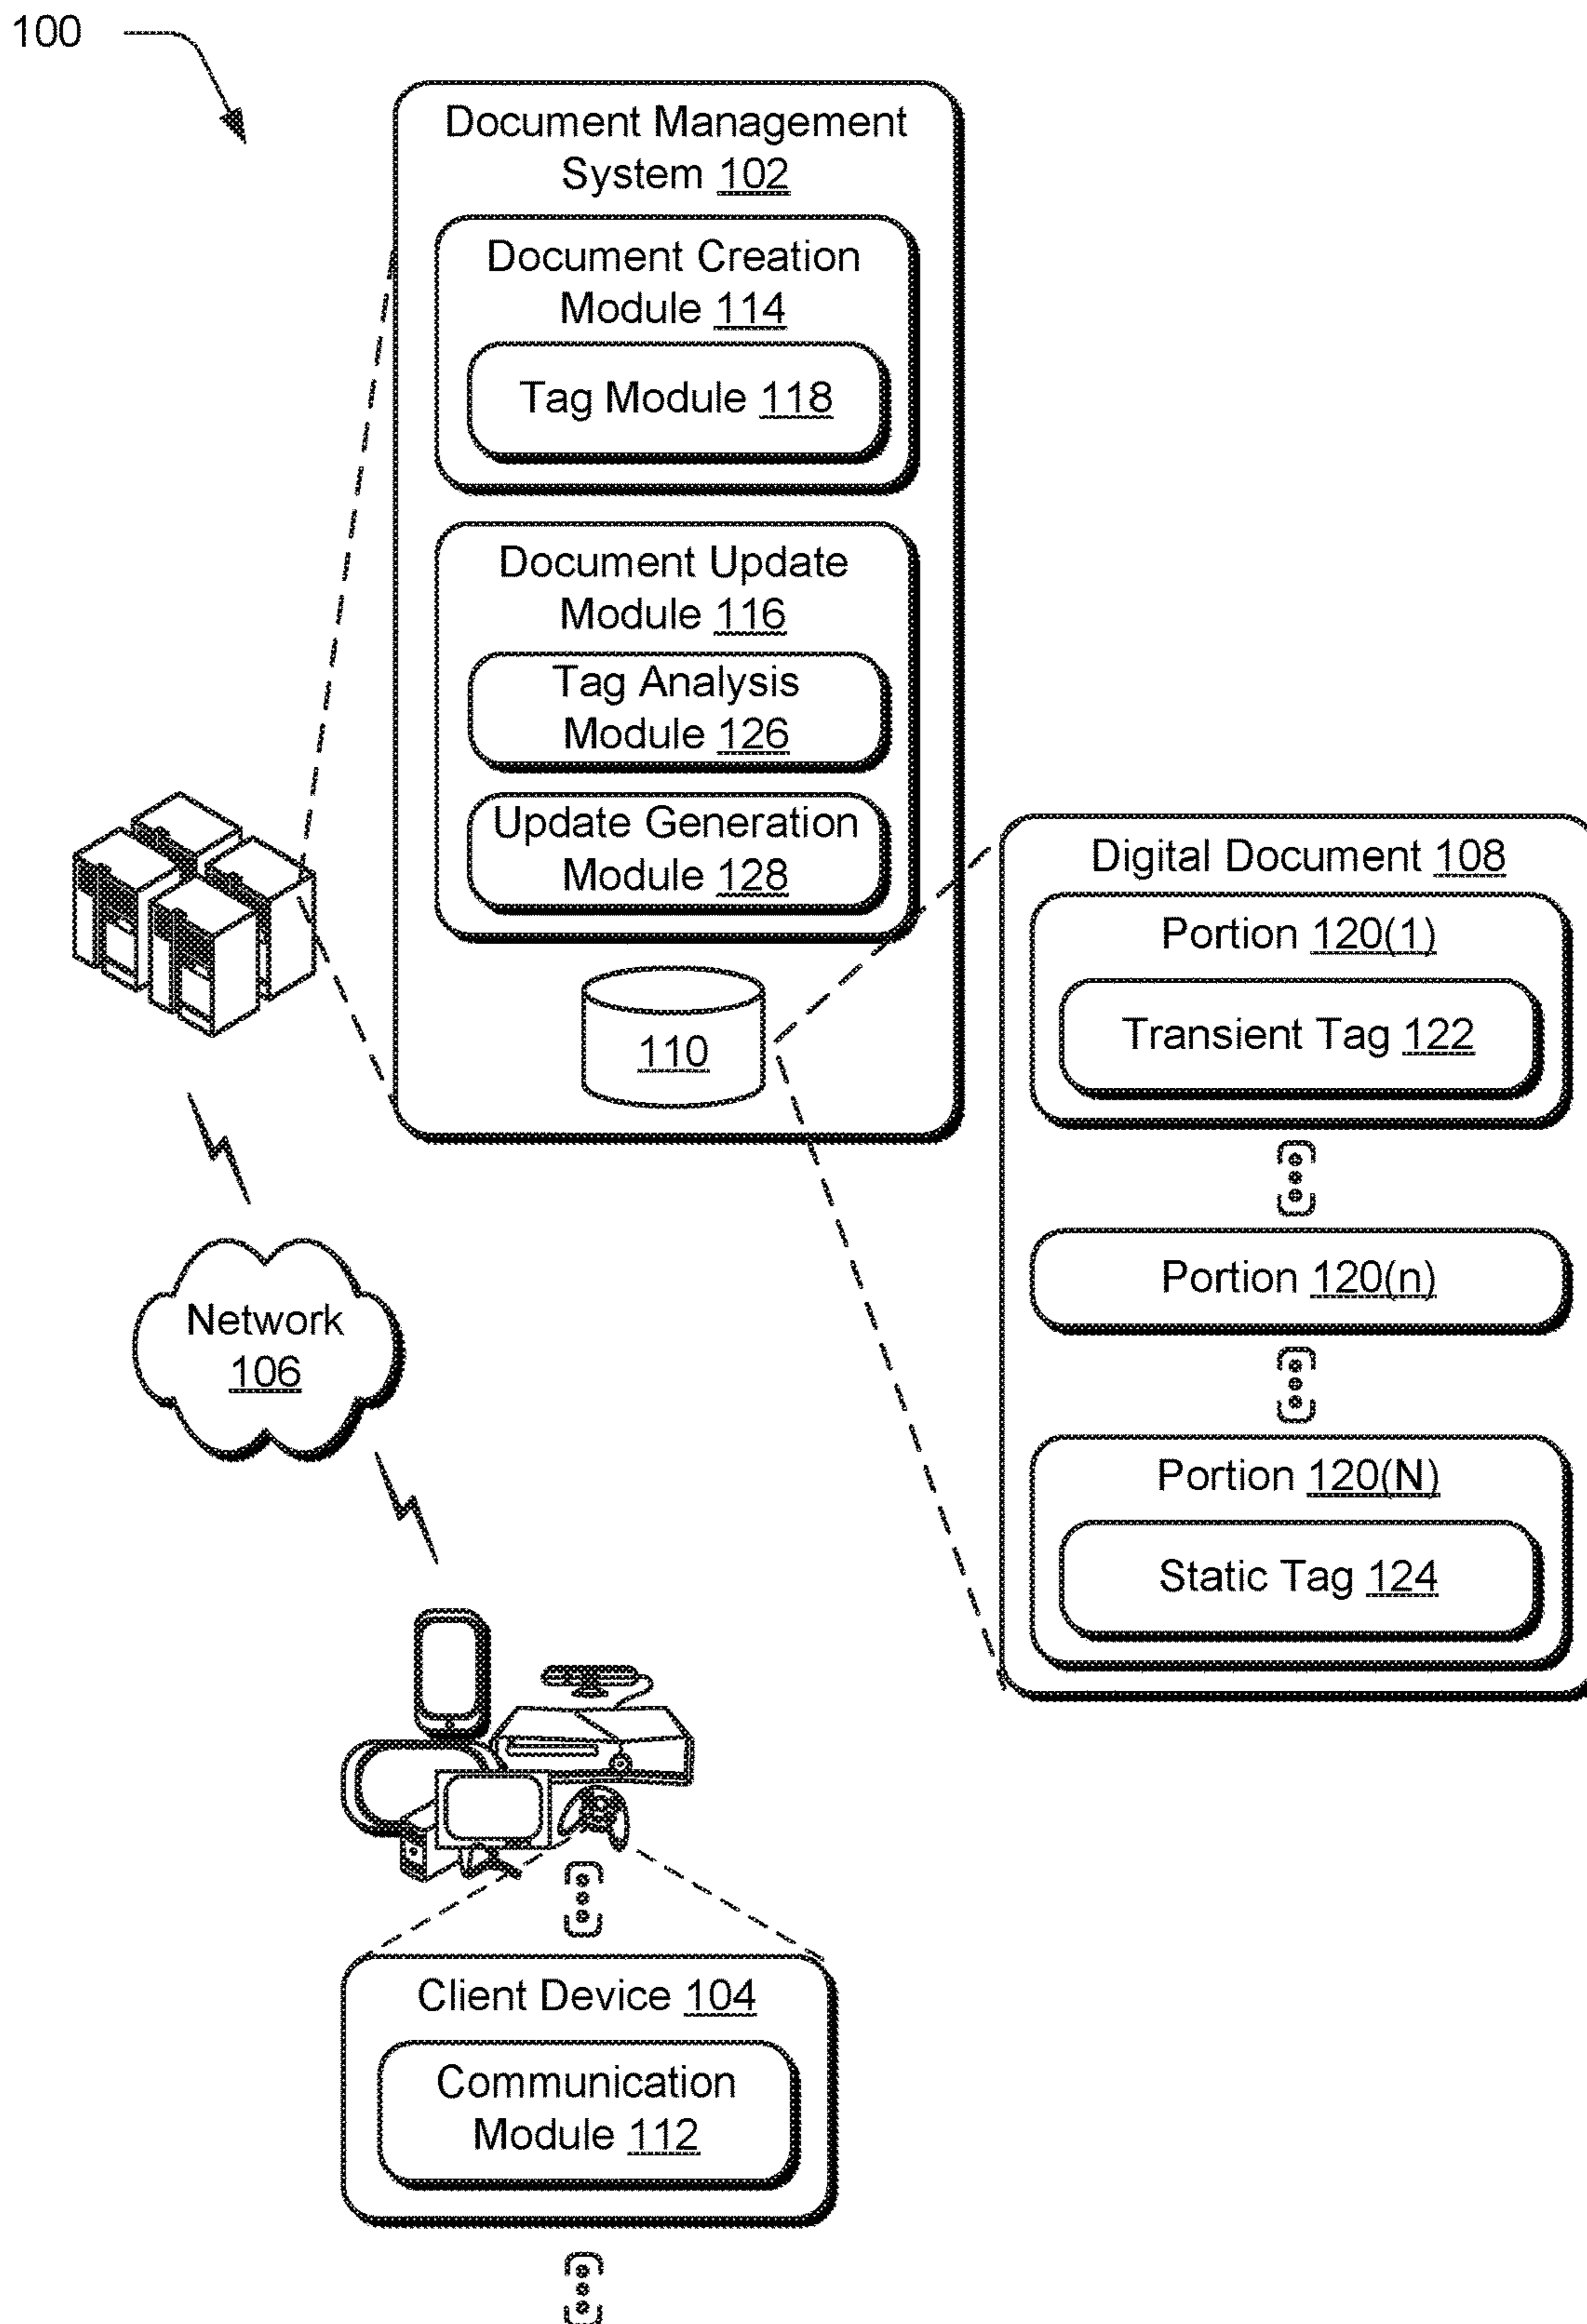 100
Document Management
System 102
Document Creation
Module 114
Tag Module 118
Document Update
Module 116
Tag Analysis
Module 126
Update Generation
Module 128
110
Digital Document 108
Portion 120(1)
Transient Tag 122
Portion 120(n)
Portion 120(N)
Static Tag 124
Network
106
Client Device 104
Communication
Module 112